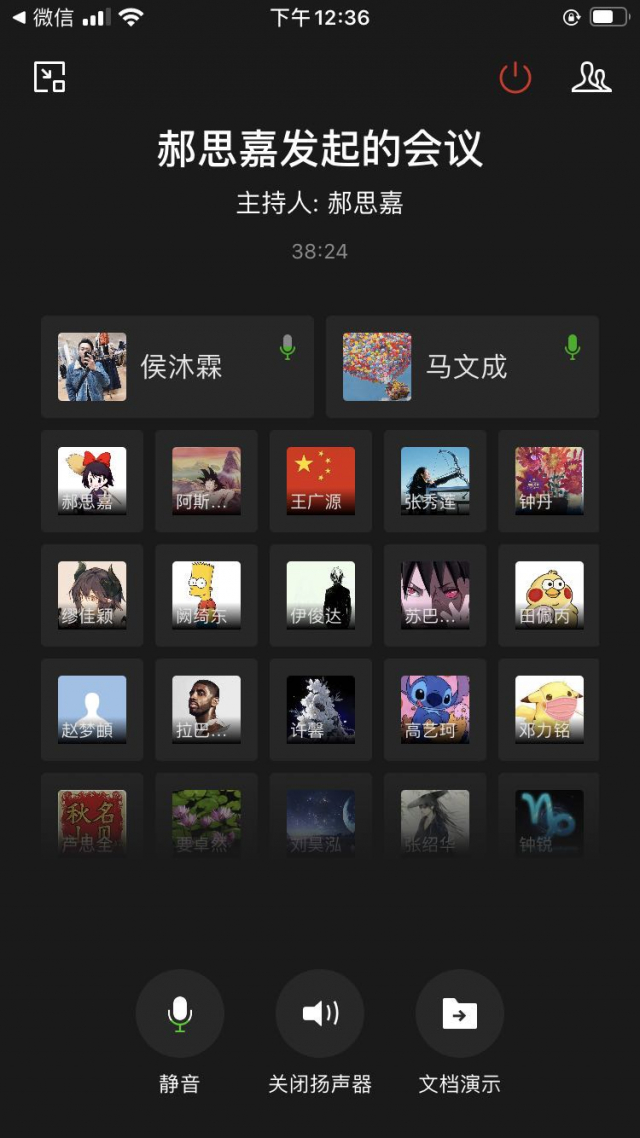 微信
下午12:36
郝思嘉发起的会议
主持人: 郝思嘉
38:24
侯沐霖
马文成
郝思嘉
阿斯...
王广源
张秀莲
钟丹
缪佳颖
阙绮东
伊俊达
苏巴...
田佩丙
赵梦頔
拉巴...
许馨
高艺珂
邓力铭
秋名
芦思全
要卓然
刘昊泓
张绍华
钟锐
静音
关闭扬声器
文档演示